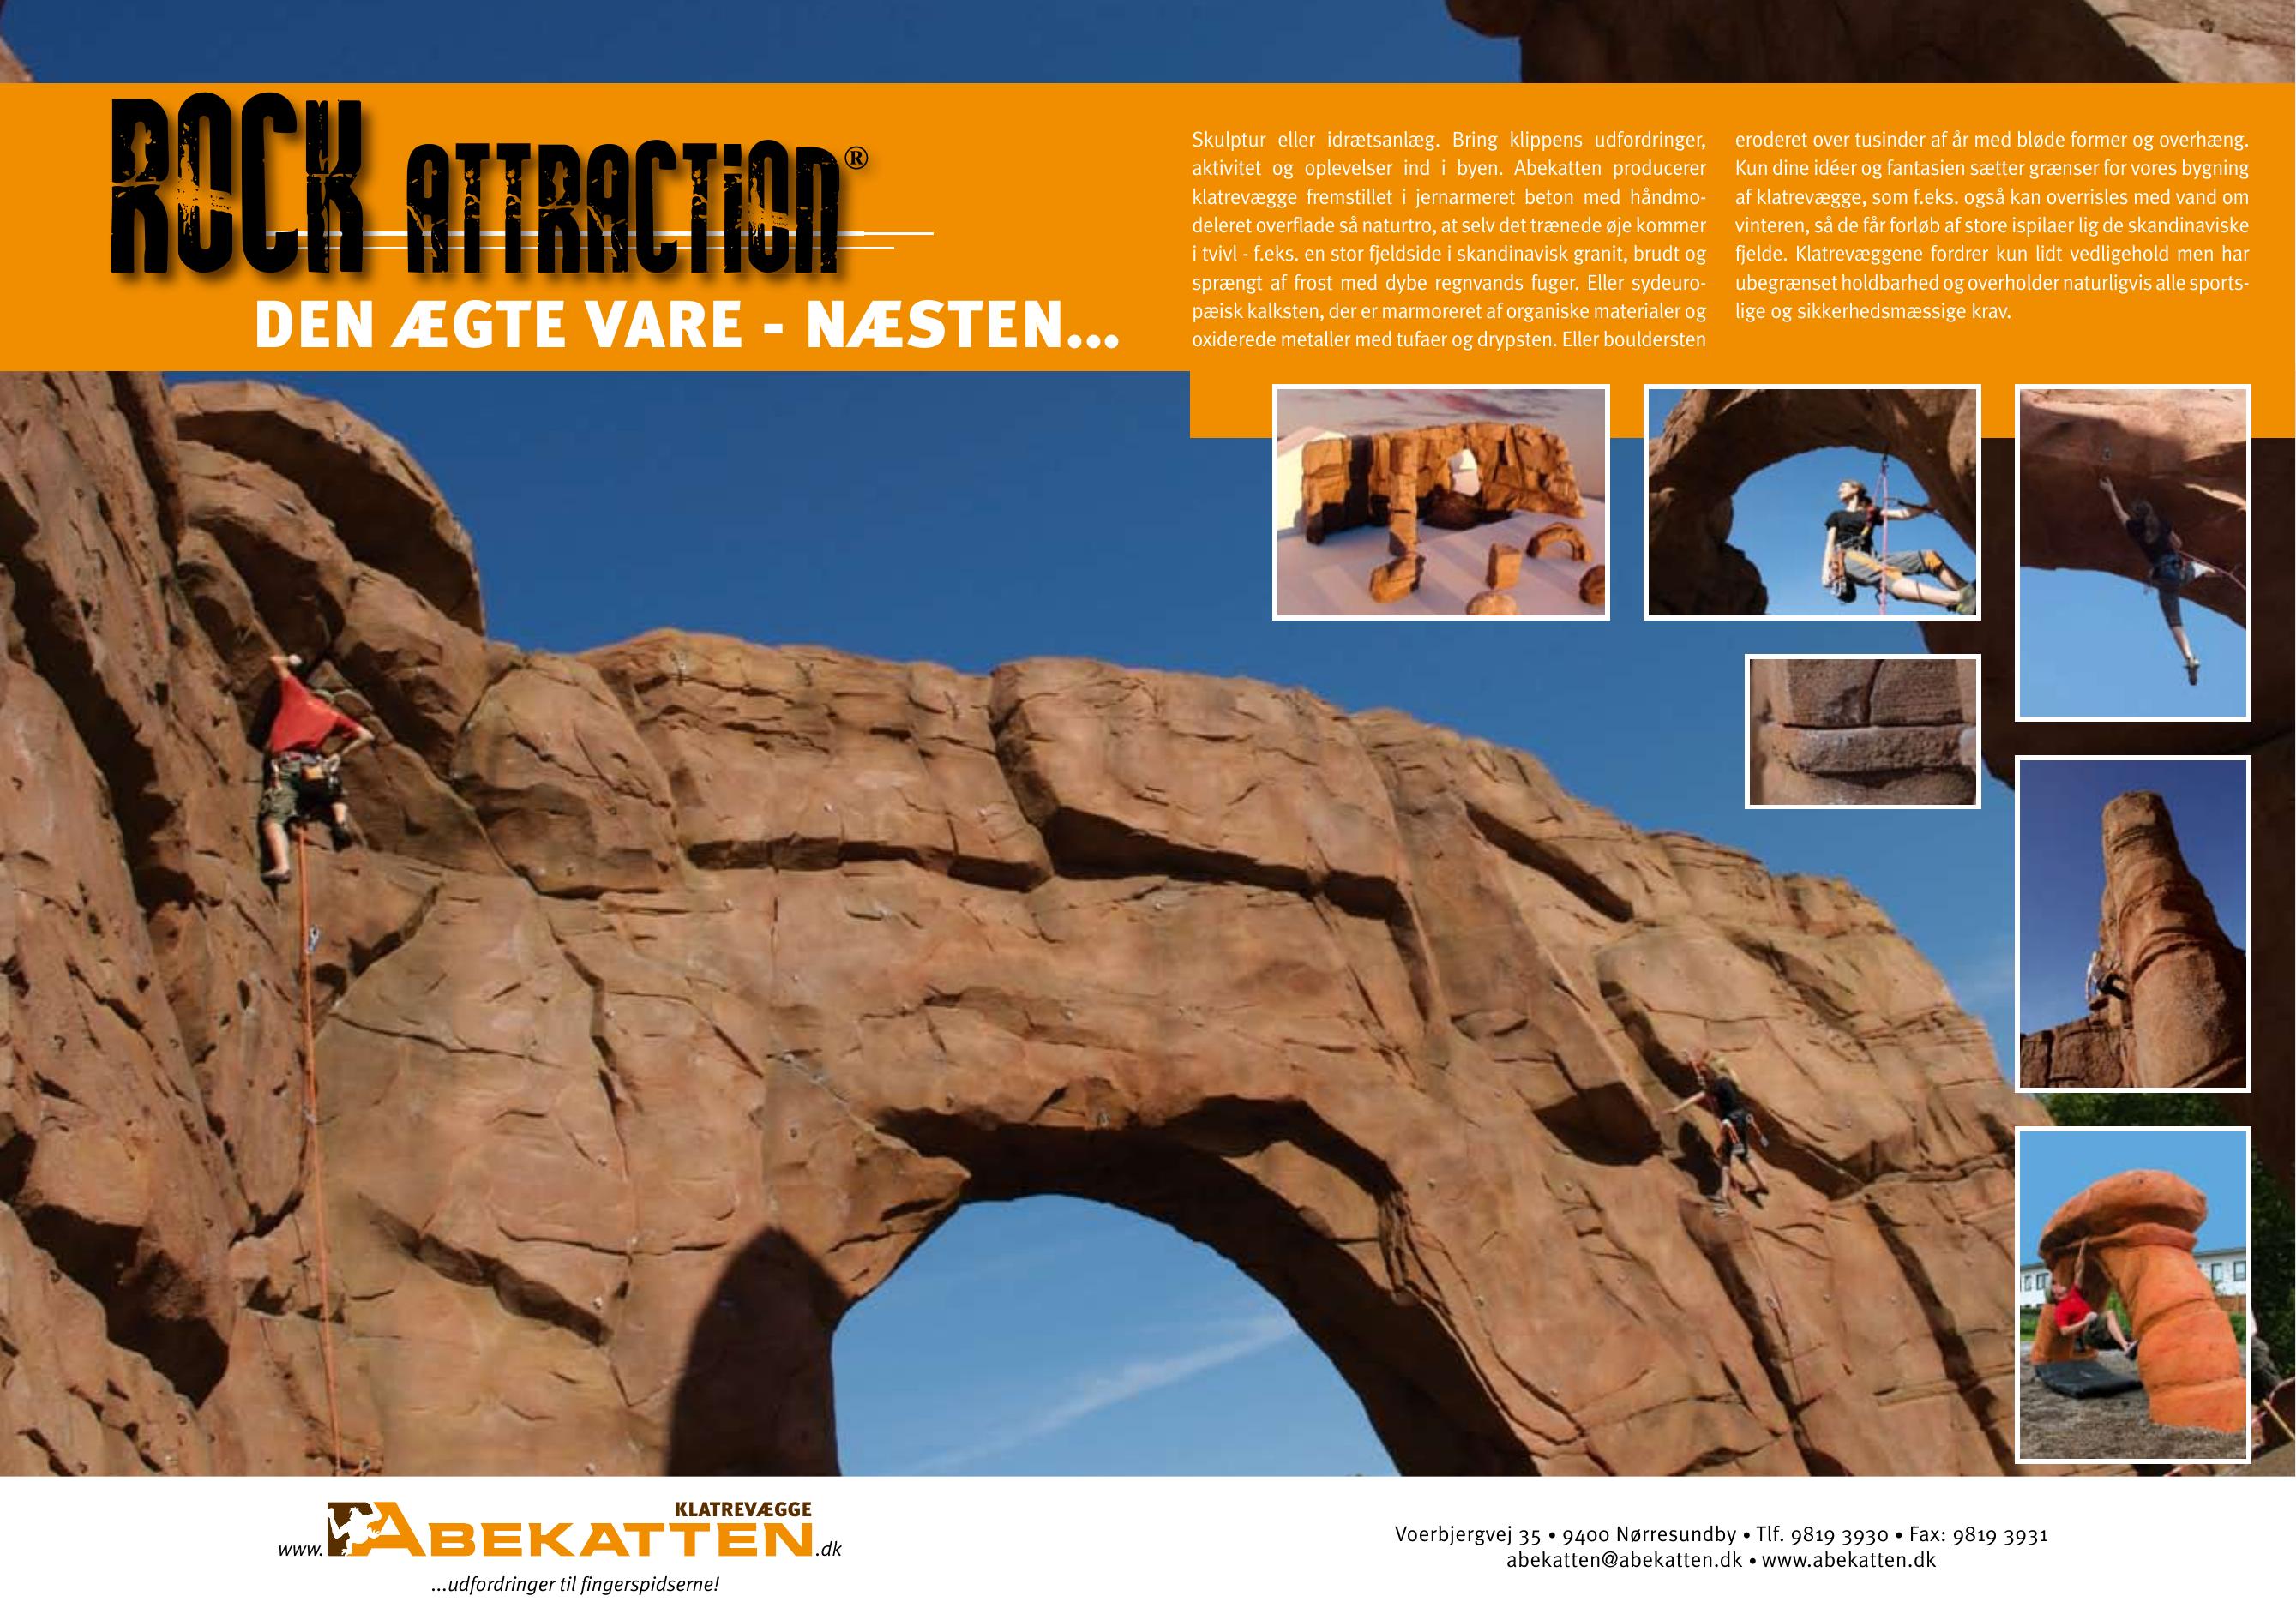 ROCK ATTRACTiON®
DEN ÆGTE VARE - NÆSTEN...
Skulptur eller idrætsanlæg. Bring klippens udfordringer,
aktivitet og oplevelser ind i byen. Abekatten producerer
klatrevægge fremstillet i jernarmeret beton med håndmo-
deleret overflade så naturtro, at selv det trænede øje kommer
i tvivl - f.eks. en stor fjeldside i skandinavisk granit, brudt og
sprængt af frost med dybe regnvands fuger. Eller sydeuro-
pæisk kalksten, der er marmoreret af organiske materialer og
oxiderede metaller med tufaer og drypsten. Eller bouldersten
eroderet over tusinder af år med bløde former og overhæng.
Kun dine idéer og fantasien sætter grænser for vores bygning
af klatrevægge, som f.eks. også kan overrisles med vand om
vinteren, så de får forløb af store ispilaer lig de skandinaviske
fjelde. Klatrevæggene fordrer kun lidt vedligehold men har
ubegrænset holdbarhed og overholder naturligvis alle sports-
lige og sikkerhedsmæssige krav.
KLATREVÆGGE
www.ABEKATTEN.dk
...udfordringer til fingerspidserne!
Voerbjergvej 35 • 9400 Nørresundby • Tlf. 9819 3930 • Fax: 9819 3931
abekatten@abekatten.dk • www.abekatten.dk